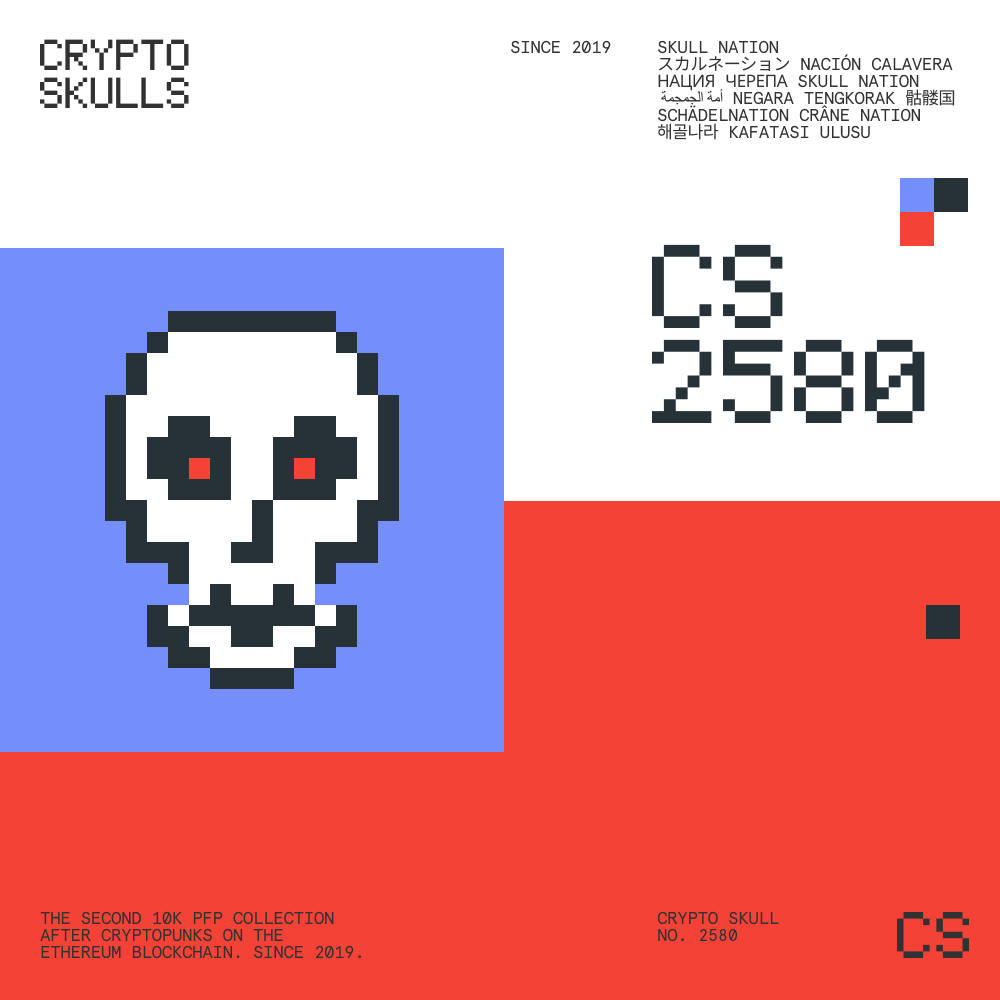 CRYPTO
SKULLS
SINCE 2019
SKULL NATION
スカルネーション NACIÓN CALAVERA
НАЦИЯ ЧЕРЕПА SKULL NATION
أمة الجمجمة NEGARA TENGKORAK 骷髅国
SCHÄDELNATION CRÂNE NATION
해골나라 KAFATASI ULUSU
CS
2580
THE SECOND 10K PFP COLLECTION
AFTER CRYPTOPUNKS ON THE
ETHEREUM BLOCKCHAIN. SINCE 2019.
CRYPTO SKULL
NO. 2580
CS